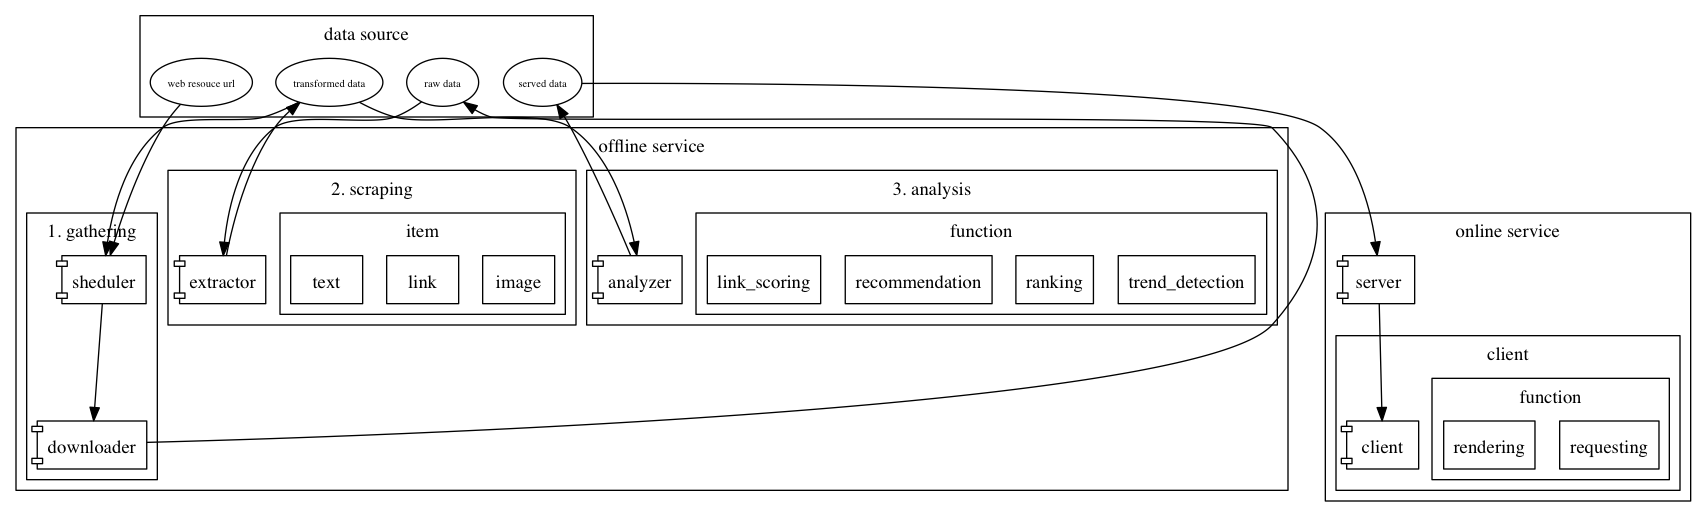 data source
web resouce url
transformed data
raw data
served data
offline service
2. scraping
3. analysis
1. gathering
item
function
online service
sheduler
extractor
text
link
image
analyzer
link_scoring
recommendation
ranking
trend_detection
server
client
function
downloader
client
rendering
requesting